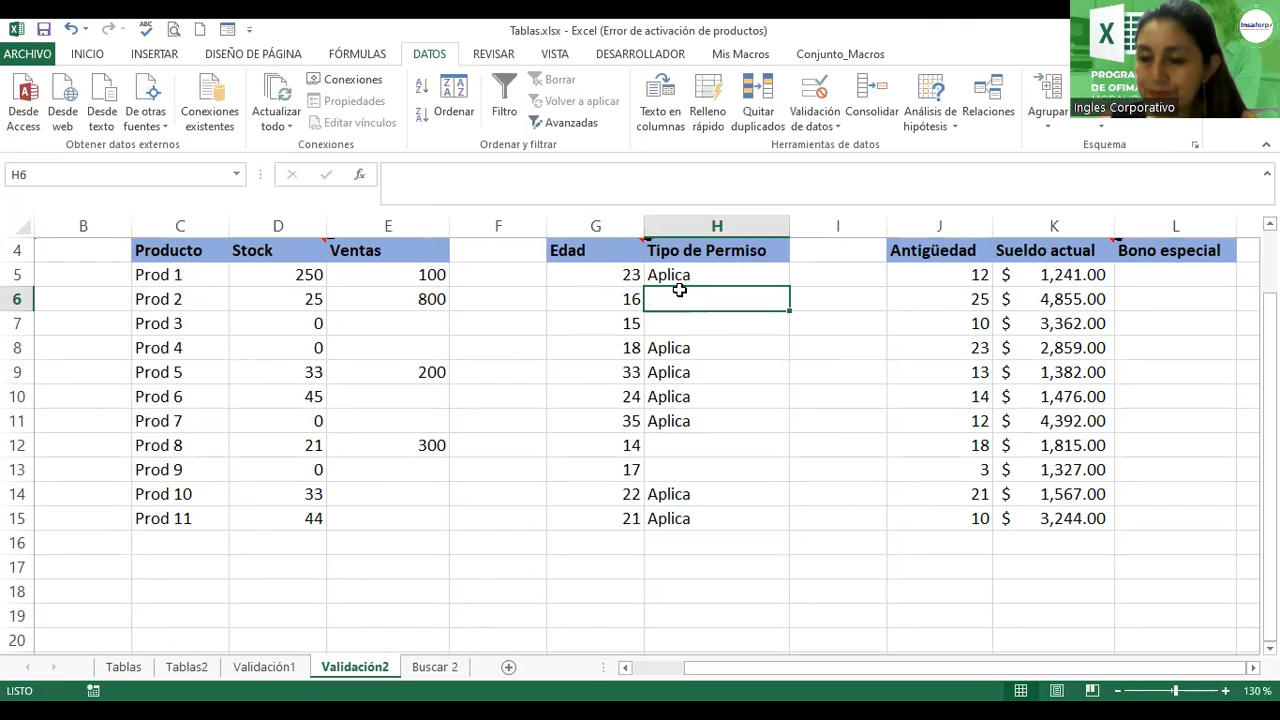 Tablas.xlsx - Excel (Error de activación de productos)
ARCHIVO INICIO INSERTAR DISEÑO DE PÁGINA FÓRMULAS DATOS REVISAR VISTA DESARROLLADOR Mis Macros Conjunto_Macros
Desde Access
Desde web
Desde texto
De otras fuentes
Conexiones existentes
Obtener datos externos
Actualizar todo
Conexiones
Propiedades
Editar vínculos
Conexiones
Ordenar
Filtro
Borrar
Volver a aplicar
Avanzadas
Ordenar y filtrar
Texto en columnas
Relleno rápido
Quitar duplicados
Validación de datos
Consolidar
Análisis de hipótesis
Relaciones
Herramientas de datos
Agrupar
Esquema
PROGRA
DE OFIMA
Insaforp
Ingles Corporativo
H6
B C D E F G H I J K L
4 Producto Stock Ventas Edad Tipo de Permiso Antigüedad Sueldo actual Bono especial
5 Prod 1 250 100 23 Aplica 12 $ 1,241.00
6 Prod 2 25 800 16 25 $ 4,855.00
7 Prod 3 0 15 10 $ 3,362.00
8 Prod 4 0 18 Aplica 23 $ 2,859.00
9 Prod 5 33 200 33 Aplica 13 $ 1,382.00
10 Prod 6 45 24 Aplica 14 $ 1,476.00
11 Prod 7 0 35 Aplica 12 $ 4,392.00
12 Prod 8 21 300 14 18 $ 1,815.00
13 Prod 9 0 17 3 $ 1,327.00
14 Prod 10 33 22 Aplica 21 $ 1,567.00
15 Prod 11 44 21 Aplica 10 $ 3,244.00
16
17
18
19
20
Tablas Tablas2 Validación1 Validación2 Buscar 2
LISTO
130 %